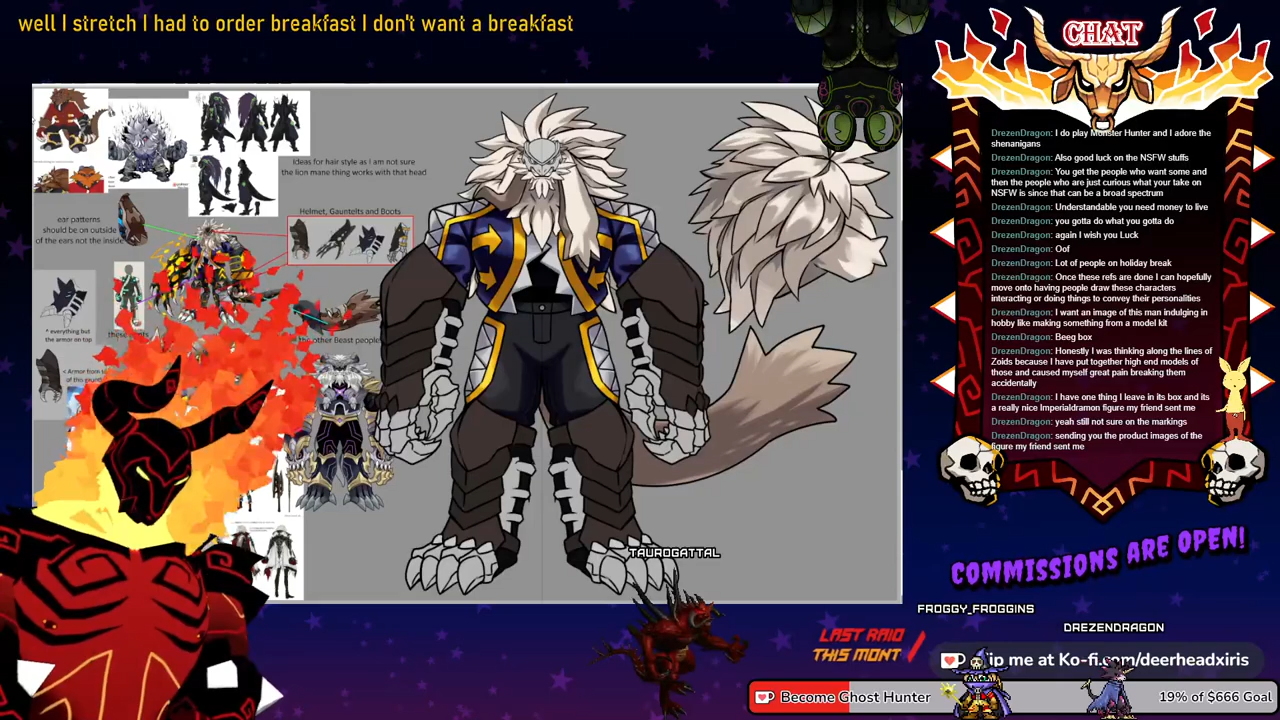 well I stretch I had to order breakfast I don't want a breakfast
CHAT
DrezenDragon: I do play Monster Hunter and I adore the
shenanigans
DrezenDragon: Also good luck on the NSFW stuffs
DrezenDragon: You get the people who want some and
then the people who are just curious what your take on
NSFW is since that can be a broad spectrum
DrezenDragon: Understandable you need money to live
DrezenDragon: you gotta do what you gotta do
DrezenDragon: again I wish you Luck
DrezenDragon: Oof
DrezenDragon: Lot of people on holiday break
DrezenDragon: Once these refs are done I can hopefully
move onto having people draw these characters
interacting or doing things to convey their personalities
DrezenDragon: I want an image of this man indulging in
hobby like making something from a model kit
DrezenDragon: Beeg box
DrezenDragon: Honestly I was thinking along the lines of
Zoids because I have put together high end models of
those and caused myself great pain breaking them
accidentally
DrezenDragon: I have one thing I leave in its box and its
a really nice Imperialdramon figure my friend sent me
DrezenDragon: yeah still not sure on the markings
DrezenDragon: sending you the product images of the
figure my friend sent me
Ideas for hair style as I am not sure
the lion mane thing works with that head
Helmet, Gauntelts and Boots
ear patterns
should be on outside
of the ears not the inside
^ everything but
the armor on top
the other Beast people
< Armor from
of this grunt
TAUROGATTAL
COMMISSIONS ARE OPEN!
FROGGY_FROGGINS
DREZENDRAGON
LAST RAID
THIS MONT
ip me at Ko-fi.com/deerheadxiris
Become Ghost Hunter
19% of $666 Goal